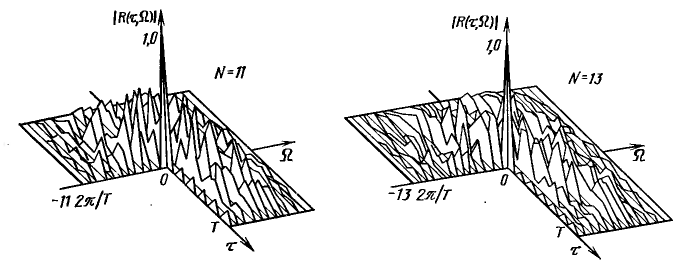 |R(τ,Ω)|
1,0
N=11
Ω
0
-11 2π/T
T
τ
|R(τ,Ω)|
1,0
N=13
Ω
0
-13 2π/T
T
τ